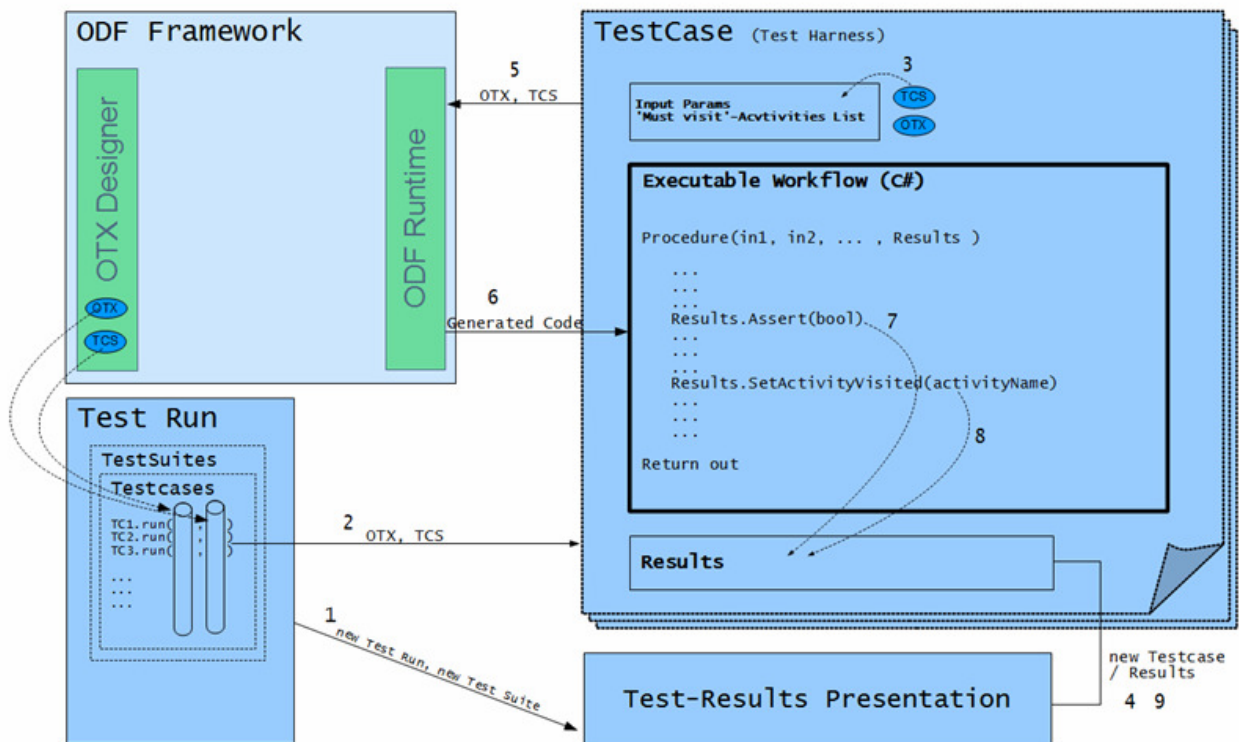 ODF Framework
OTX Designer
OTX
TCS
ODF Runtime
5
OTX, TCS
6
Generated Code
TestCase (Test Harness)
3
TCS
OTX
Input Params
'Must visit'-Acvtivities List
Executable Workflow (C#)
Procedure(in1, in2, ... , Results )
...
...
...
Results.Assert(bool)
7
...
...
...
Results.SetActivityVisited(activityName)
...
...
...
8
Return out
Results
Test Run
TestSuites
Testcases
TC1.run( , )
TC2.run( , )
TC3.run( , )
...
...
...
2
OTX, TCS
1
new Test Run, new Test Suite
Test-Results Presentation
new Testcase
/ Results
4 9